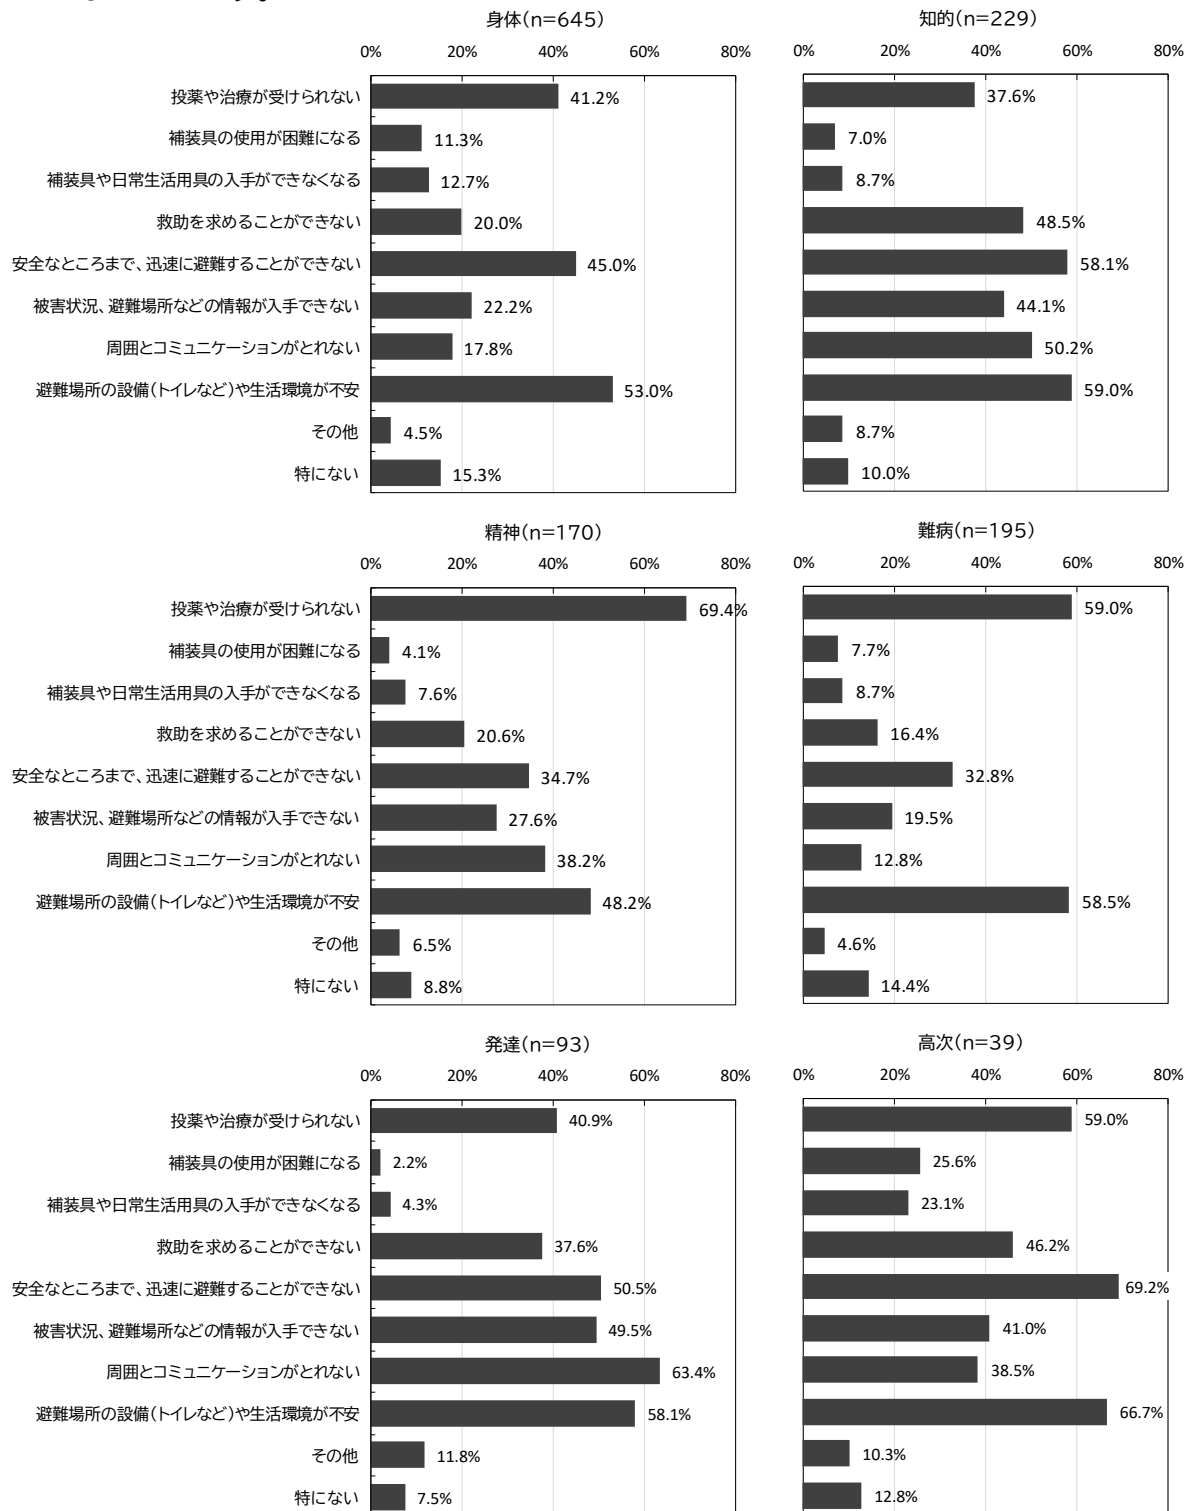 身体(n=645)
0% 20% 40% 60% 80%
投薬や治療が受けられない 41.2%
補装具の使用が困難になる 11.3%
補装具や日常生活用具の入手ができなくなる 12.7%
救助を求めることができない 20.0%
安全なところまで、迅速に避難することができない 45.0%
被害状況、避難場所などの情報が入手できない 22.2%
周囲とコミュニケーションがとれない 17.8%
避難場所の設備(トイレなど)や生活環境が不安 53.0%
その他 4.5%
特にない 15.3%
知的(n=229)
0% 20% 40% 60% 80%
37.6%
7.0%
8.7%
48.5%
58.1%
44.1%
50.2%
59.0%
8.7%
10.0%
精神(n=170)
0% 20% 40% 60% 80%
投薬や治療が受けられない 69.4%
補装具の使用が困難になる 4.1%
補装具や日常生活用具の入手ができなくなる 7.6%
救助を求めることができない 20.6%
安全なところまで、迅速に避難することができない 34.7%
被害状況、避難場所などの情報が入手できない 27.6%
周囲とコミュニケーションがとれない 38.2%
避難場所の設備(トイレなど)や生活環境が不安 48.2%
その他 6.5%
特にない 8.8%
難病(n=195)
0% 20% 40% 60% 80%
59.0%
7.7%
8.7%
16.4%
32.8%
19.5%
12.8%
58.5%
4.6%
14.4%
発達(n=93)
0% 20% 40% 60% 80%
投薬や治療が受けられない 40.9%
補装具の使用が困難になる 2.2%
補装具や日常生活用具の入手ができなくなる 4.3%
救助を求めることができない 37.6%
安全なところまで、迅速に避難することができない 50.5%
被害状況、避難場所などの情報が入手できない 49.5%
周囲とコミュニケーションがとれない 63.4%
避難場所の設備(トイレなど)や生活環境が不安 58.1%
その他 11.8%
特にない 7.5%
高次(n=39)
0% 20% 40% 60% 80%
59.0%
25.6%
23.1%
46.2%
69.2%
41.0%
38.5%
66.7%
10.3%
12.8%